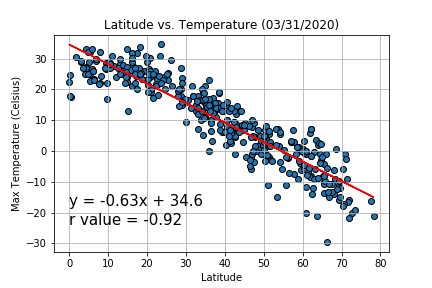 Latitude vs. Temperature (03/31/2020)
Max Temperature (Celsius)
30
20
10
0
−10
−20
−30
y = -0.63x + 34.6
r value = -0.92
0 10 20 30 40 50 60 70 80
Latitude